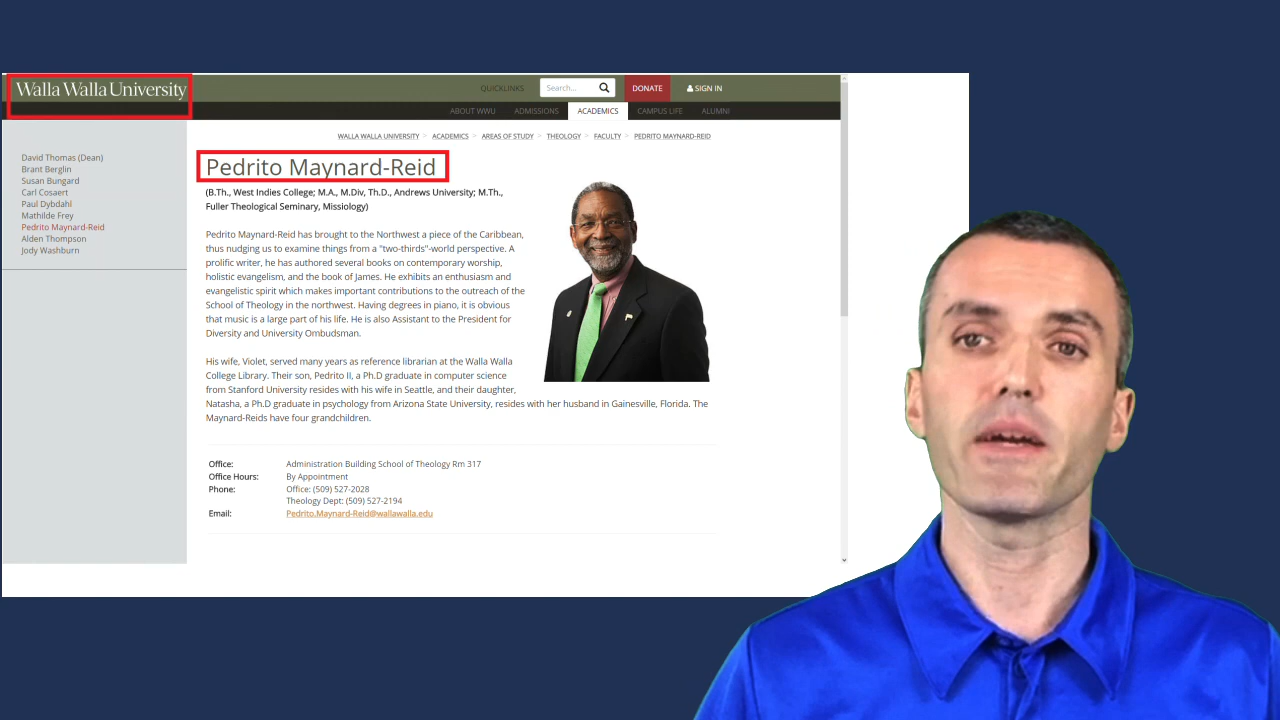 Walla Walla University
QUICKLINKS
Search...
DONATE
SIGN IN
ABOUT WWU
ADMISSIONS
ACADEMICS
CAMPUS LIFE
ALUMNI
WALLA WALLA UNIVERSITY > ACADEMICS > AREAS OF STUDY > THEOLOGY > FACULTY > PEDRITO MAYNARD-REID
David Thomas (Dean)
Brant Berglin
Susan Bungard
Carl Cosaert
Paul Dybdahl
Mathilde Frey
Pedrito Maynard-Reid
Alden Thompson
Jody Washburn
Pedrito Maynard-Reid
(B.Th., West Indies College; M.A., M.Div, Th.D., Andrews University; M.Th.,
Fuller Theological Seminary, Missiology)
Pedrito Maynard-Reid has brought to the Northwest a piece of the Caribbean,
thus nudging us to examine things from a "two-thirds"-world perspective. A
prolific writer, he has authored several books on contemporary worship,
holistic evangelism, and the book of James. He exhibits an enthusiasm and
evangelistic spirit which makes important contributions to the outreach of the
School of Theology in the northwest. Having degrees in piano, it is obvious
that music is a large part of his life. He is also Assistant to the President for
Diversity and University Ombudsman.
His wife, Violet, served many years as reference librarian at the Walla Walla
College Library. Their son, Pedrito II, a Ph.D graduate in computer science
from Stanford University resides with his wife in Seattle, and their daughter,
Natasha, a Ph.D graduate in psychology from Arizona State University, resides with her husband in Gainesville, Florida. The
Maynard-Reids have four grandchildren.
Office: Administration Building School of Theology Rm 317
Office Hours: By Appointment
Phone: Office: (509) 527-2028
Theology Dept: (509) 527-2194
Email: Pedrito.Maynard-Reid@wallawalla.edu